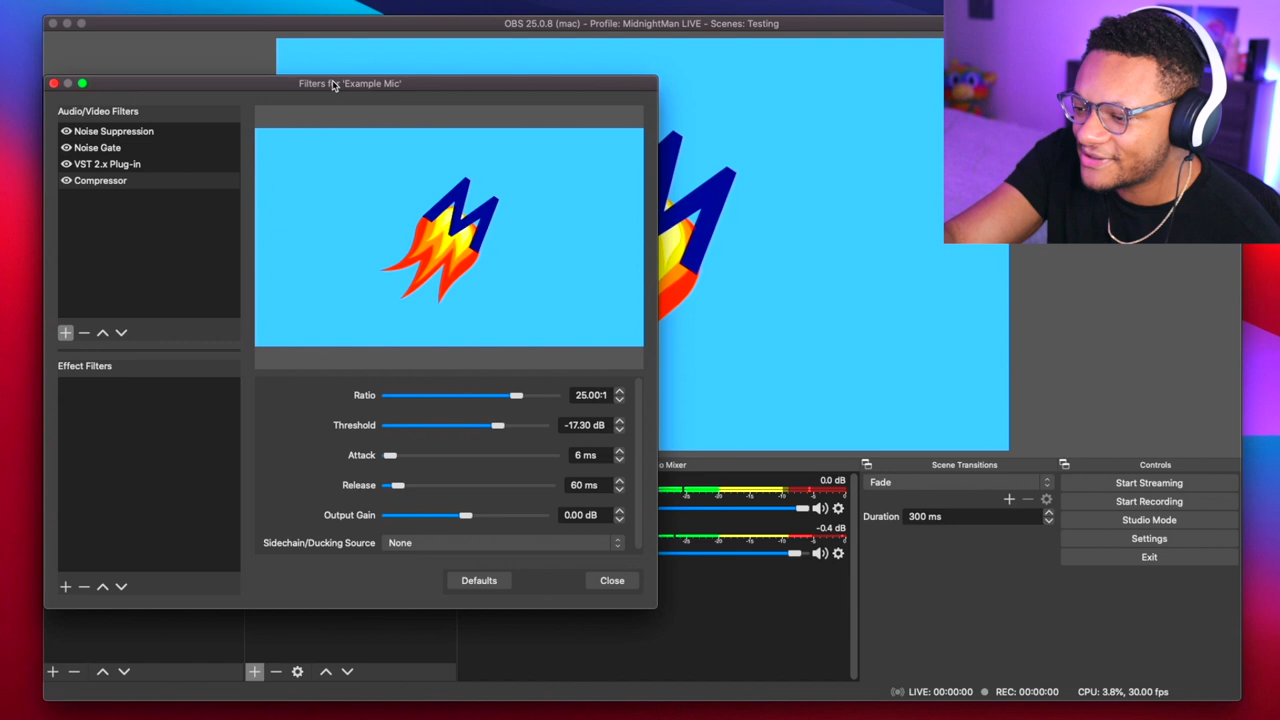 OBS 25.0.8 (mac) - Profile: MidnightMan LIVE - Scenes: Testing
Filters for 'Example Mic'
Audio/Video Filters
Noise Suppression
Noise Gate
VST 2.x Plug-in
Compressor
Effect Filters
Ratio 25.00:1
Threshold -17.30 dB
Attack 6 ms
Release 60 ms
Output Gain 0.00 dB
Sidechain/Ducking Source None
Defaults Close
o Mixer
0.0 dB
-0.4 dB
Scene Transitions
Fade
Duration 300 ms
Controls
Start Streaming
Start Recording
Studio Mode
Settings
Exit
LIVE: 00:00:00 REC: 00:00:00 CPU: 3.8%, 30.00 fps